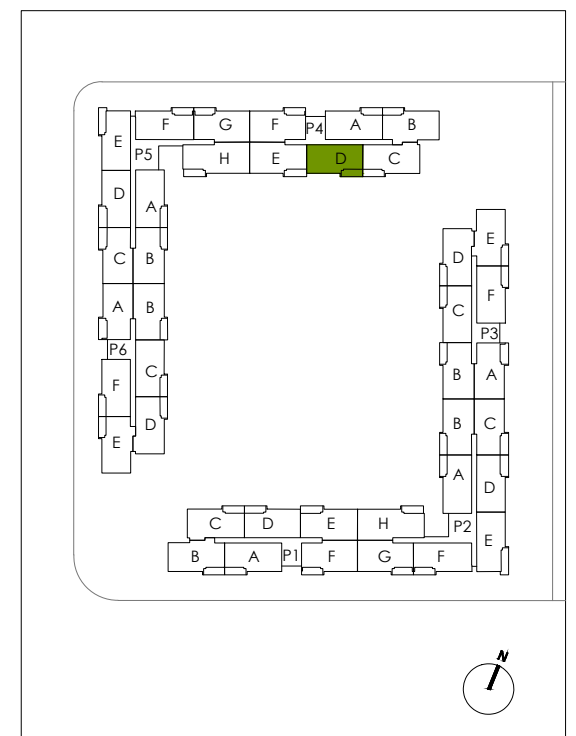 F G F P4 A B
E P5 H E D C
D A
C B
A B
P6 C
F D
E
E
D F
C P3
B A
B C
A D
P2 E
C D E H
B A P1 F G F
N